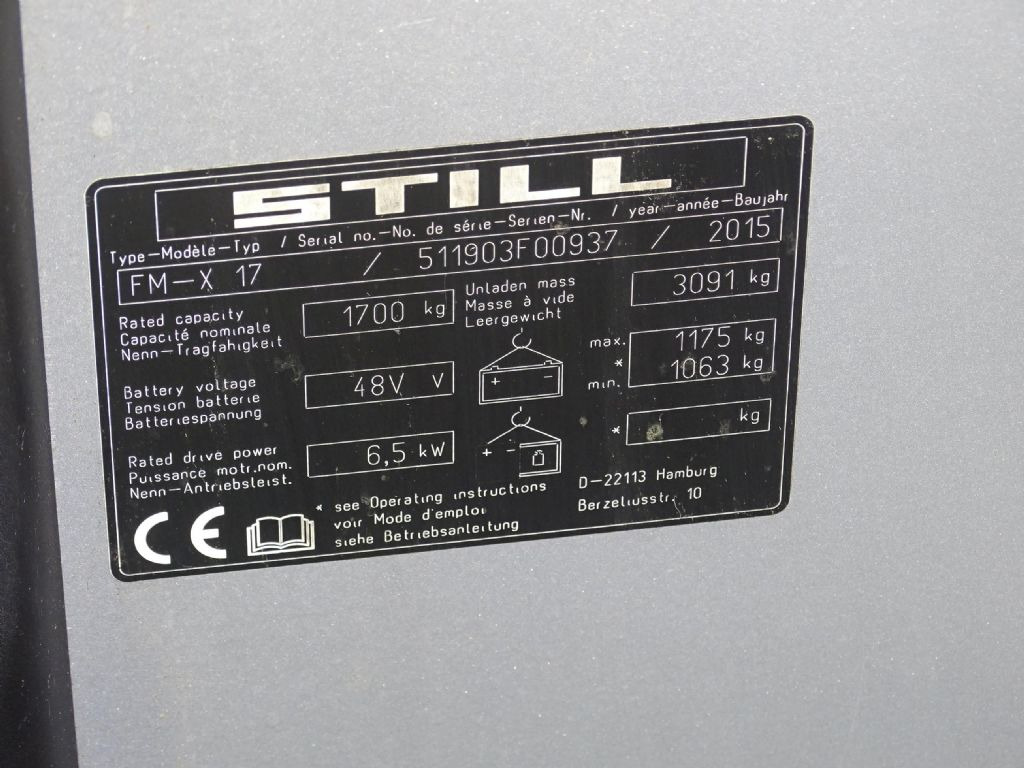 STILL
Type-Modèle-Typ / Serial no.-No. de série-Serien-Nr. / year-année-Baujahr
FM-X 17 / 511903F00937 / 2015
Rated capacity
Capacité nominale
Nenn-Tragfähigkeit
1700 kg
Unladen mass
Masse à vide
Leergewicht
3091 kg
Battery voltage
Tension batterie
Batteriespannung
48V V
+ -
max. 1175 kg
*
min. 1063 kg
Rated drive power
Puissance motr.nom.
Nenn-Antriebsleist.
6,5 kW
+ -
* kg
CE
* see Operating instructions
voir Mode d'emploi
siehe Betriebsanleitung
D-22113 Hamburg
Berzeliusstr. 10